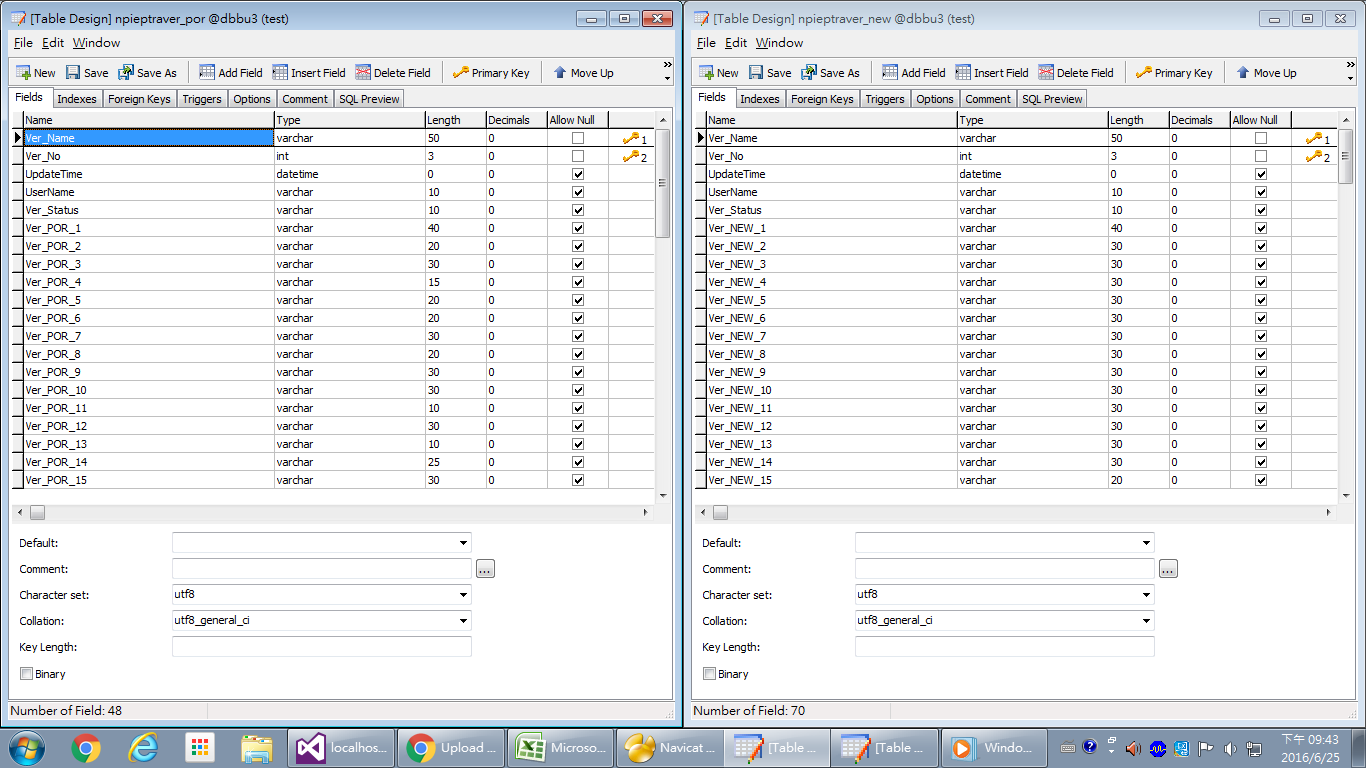 [Table Design] npieptraver_por @dbbu3 (test)
File Edit Window
New Save Save As Add Field Insert Field Delete Field Primary Key Move Up »
Fields Indexes Foreign Keys Triggers Options Comment SQL Preview
Name Type Length Decimals Allow Null
Ver_Name varchar 50 0 1
Ver_No int 3 0 2
UpdateTime datetime 0 0
UserName varchar 10 0
Ver_Status varchar 10 0
Ver_POR_1 varchar 40 0
Ver_POR_2 varchar 20 0
Ver_POR_3 varchar 30 0
Ver_POR_4 varchar 15 0
Ver_POR_5 varchar 20 0
Ver_POR_6 varchar 20 0
Ver_POR_7 varchar 30 0
Ver_POR_8 varchar 20 0
Ver_POR_9 varchar 30 0
Ver_POR_10 varchar 30 0
Ver_POR_11 varchar 10 0
Ver_POR_12 varchar 30 0
Ver_POR_13 varchar 10 0
Ver_POR_14 varchar 25 0
Ver_POR_15 varchar 30 0
Default:
Comment: ...
Character set: utf8
Collation: utf8_general_ci
Key Length:
Binary
Number of Field: 48
[Table Design] npieptraver_new @dbbu3 (test)
File Edit Window
New Save Save As Add Field Insert Field Delete Field Primary Key Move Up »
Fields Indexes Foreign Keys Triggers Options Comment SQL Preview
Name Type Length Decimals Allow Null
Ver_Name varchar 50 0 1
Ver_No int 3 0 2
UpdateTime datetime 0 0
UserName varchar 10 0
Ver_Status varchar 10 0
Ver_NEW_1 varchar 40 0
Ver_NEW_2 varchar 30 0
Ver_NEW_3 varchar 30 0
Ver_NEW_4 varchar 30 0
Ver_NEW_5 varchar 30 0
Ver_NEW_6 varchar 30 0
Ver_NEW_7 varchar 30 0
Ver_NEW_8 varchar 30 0
Ver_NEW_9 varchar 30 0
Ver_NEW_10 varchar 30 0
Ver_NEW_11 varchar 30 0
Ver_NEW_12 varchar 30 0
Ver_NEW_13 varchar 30 0
Ver_NEW_14 varchar 30 0
Ver_NEW_15 varchar 20 0
Default:
Comment: ...
Character set: utf8
Collation: utf8_general_ci
Key Length:
Binary
Number of Field: 70
localhos... Upload ... Microso... Navicat ... [Table ... [Table ... Windo...
下午 09:43
2016/6/25